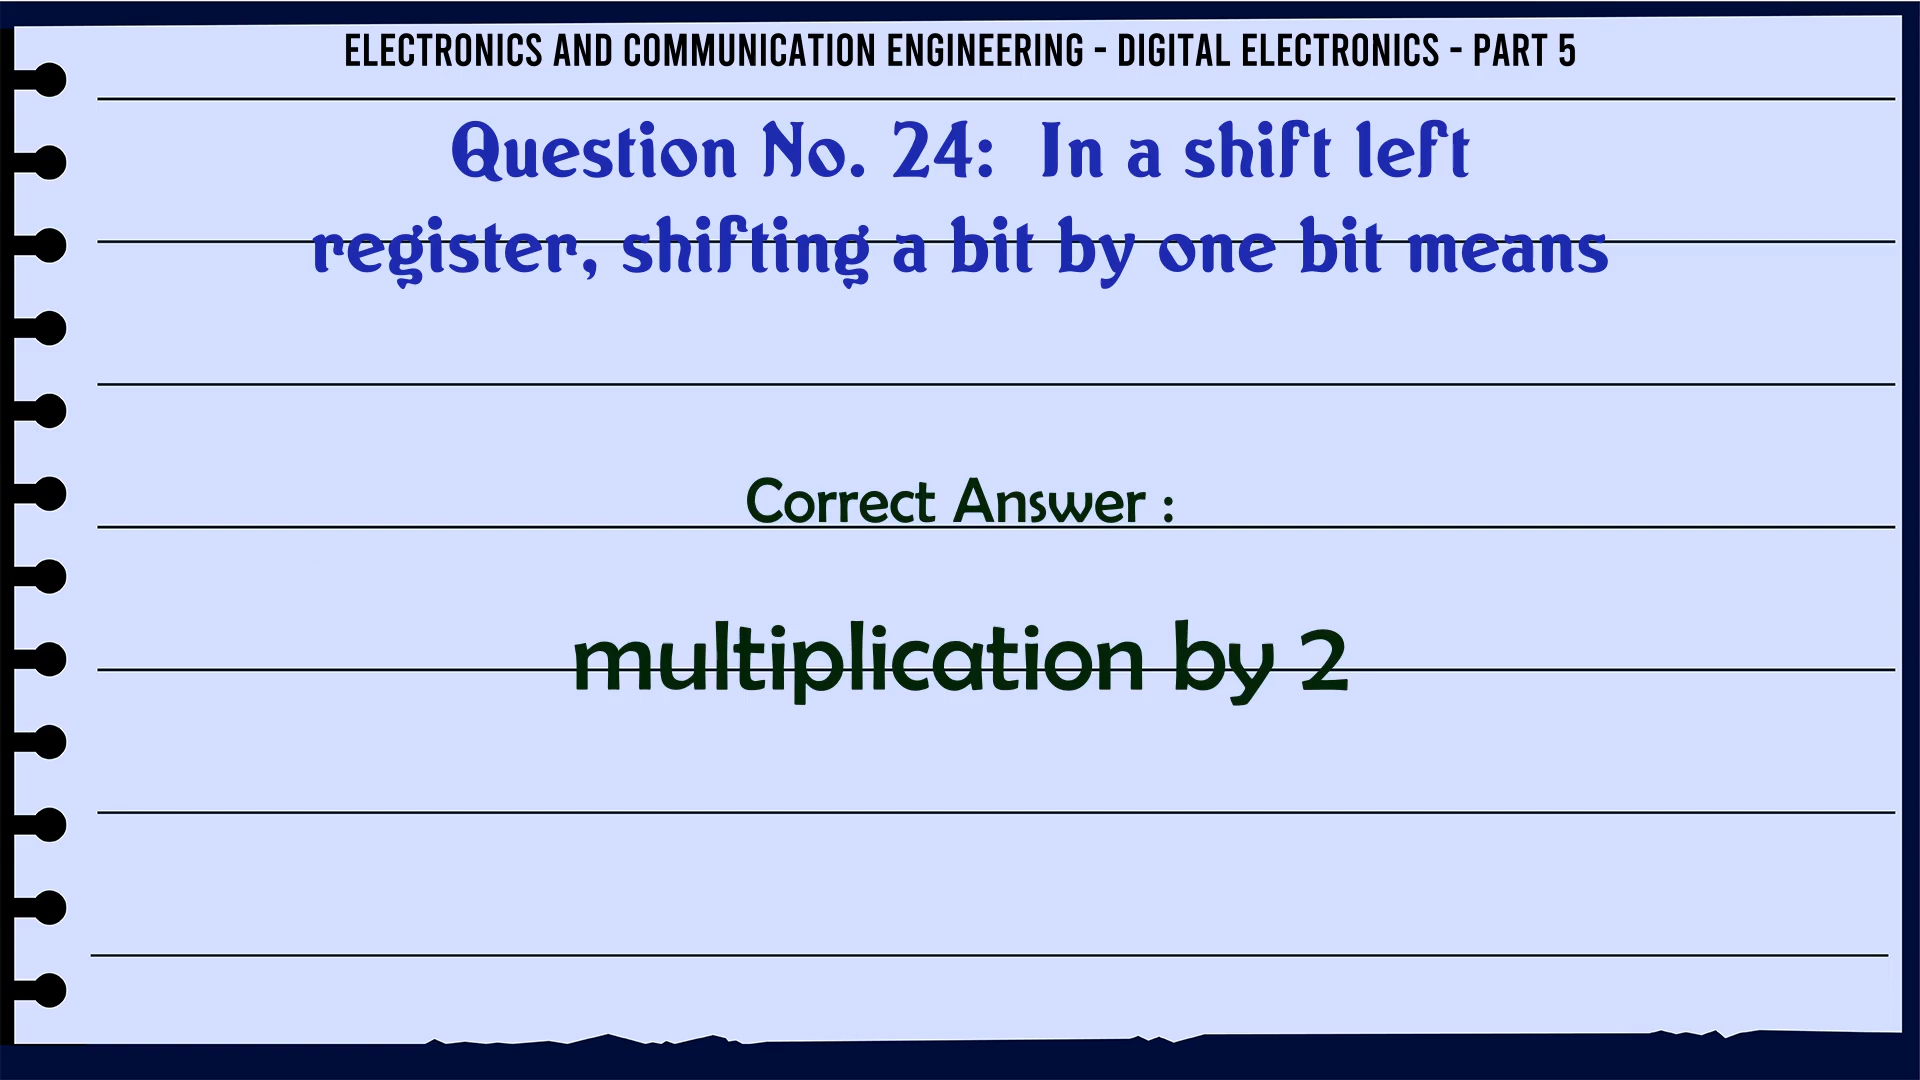 ELECTRONICS AND COMMUNICATION ENGINEERING - DIGITAL ELECTRONICS - PART 5
Question No. 24: In a shift left
register, shifting a bit by one bit means
Correct Answer :
multiplication by 2